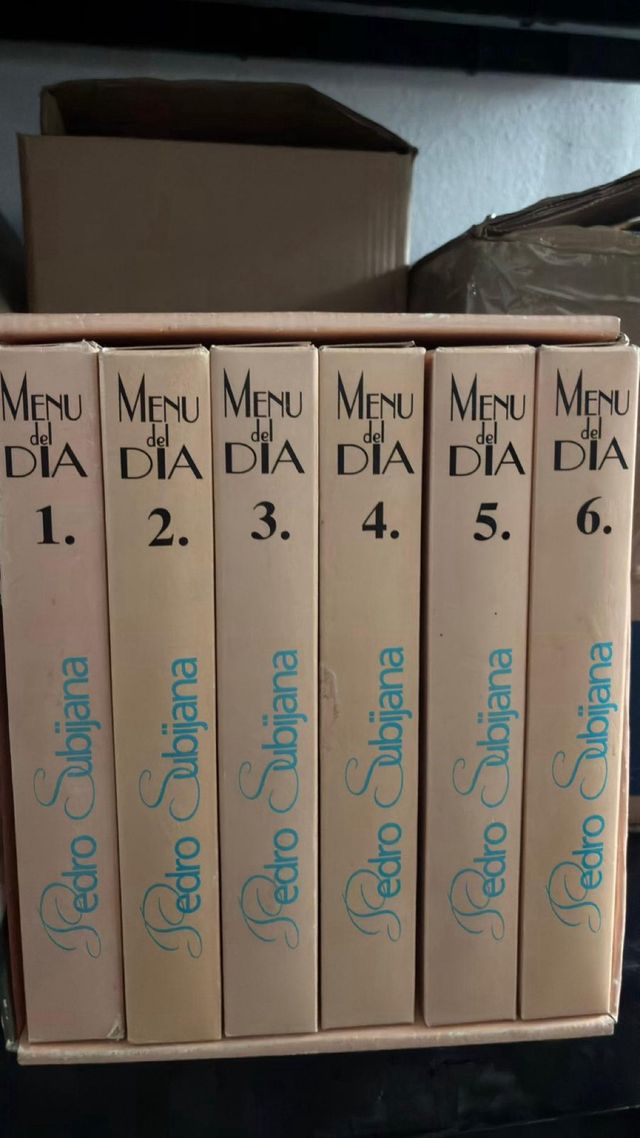 MENU
del
DIA
1.
Pedro Subijana
MENU
del
DIA
2.
Pedro Subijana
MENU
del
DIA
3.
Pedro Subijana
MENU
del
DIA
4.
Pedro Subijana
MENU
del
DIA
5.
Pedro Subijana
MENU
del
DIA
6.
Pedro Subijana